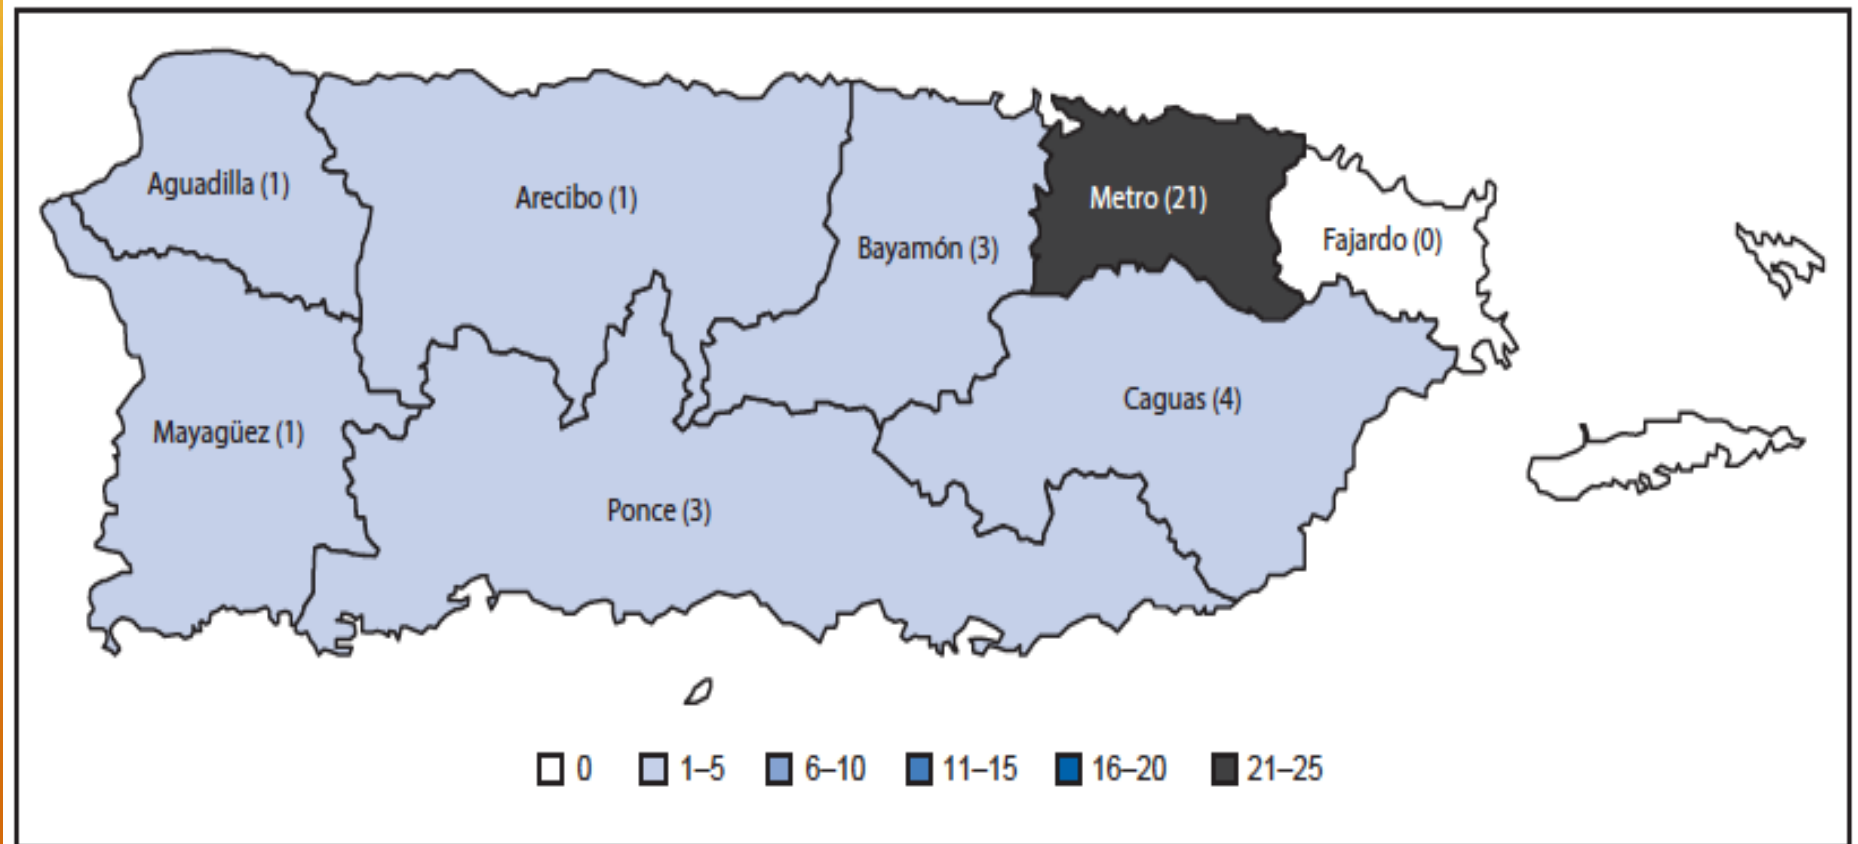 Aguadilla (1)
Arecibo (1)
Metro (21)
Bayamón (3)
Fajardo (0)
Caguas (4)
Mayagüez (1)
Ponce (3)
0 1–5 6–10 11–15 16–20 21–25